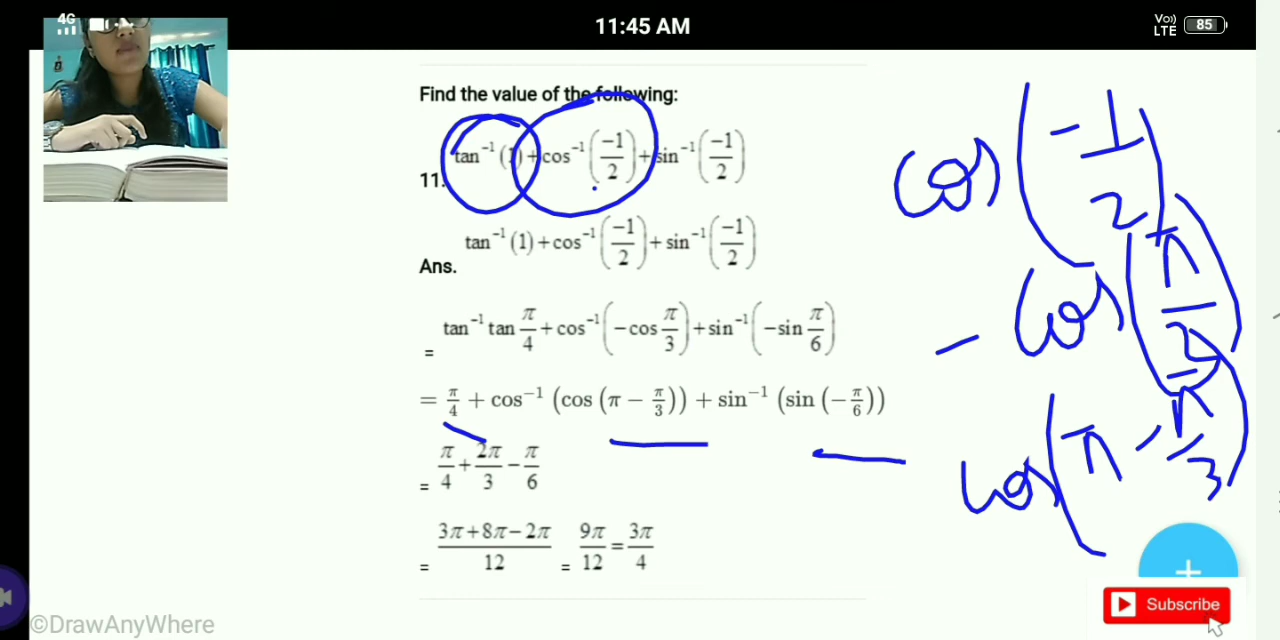 4G 11:45 AM Vo)) LTE 85
Find the value of the following:
11. tan⁻¹(1)+cos⁻¹(-1/2)+sin⁻¹(-1/2)
Ans. tan⁻¹(1)+cos⁻¹(-1/2)+sin⁻¹(-1/2)
= tan⁻¹ tan π/4 + cos⁻¹(-cos π/3)+sin⁻¹(-sin π/6)
= π/4 + cos⁻¹ (cos (π − π/3)) + sin⁻¹ (sin (−π/6))
= π/4 + 2π/3 − π/6
= 3π+8π−2π/12 = 9π/12 = 3π/4
cos(-1/2)
- cos(π/3)
cos(π - π/3)
+
Subscribe
©DrawAnyWhere